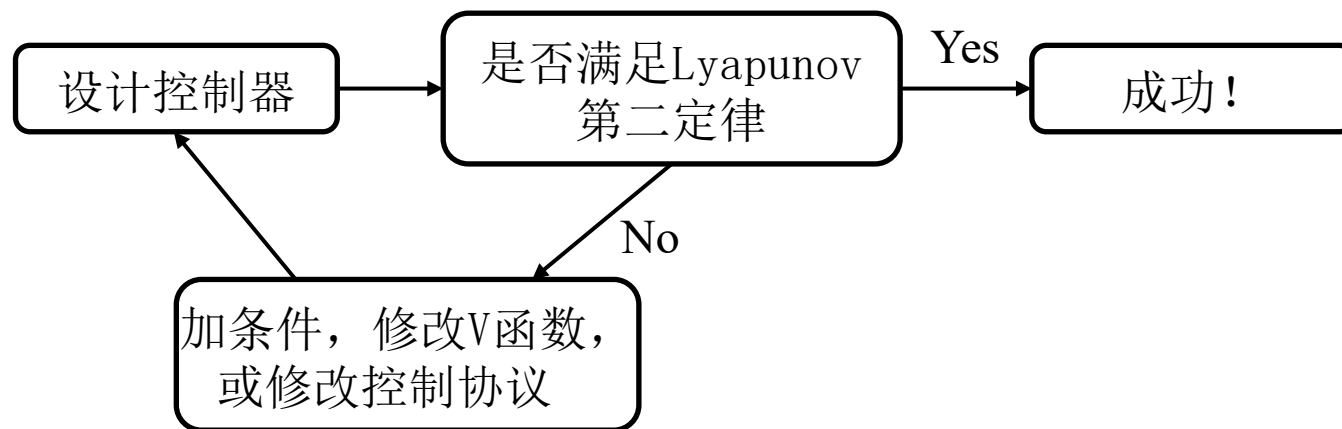 设计控制器
是否满足Lyapunov
第二定律
Yes
成功!
No
加条件，修改V函数，
或修改控制协议